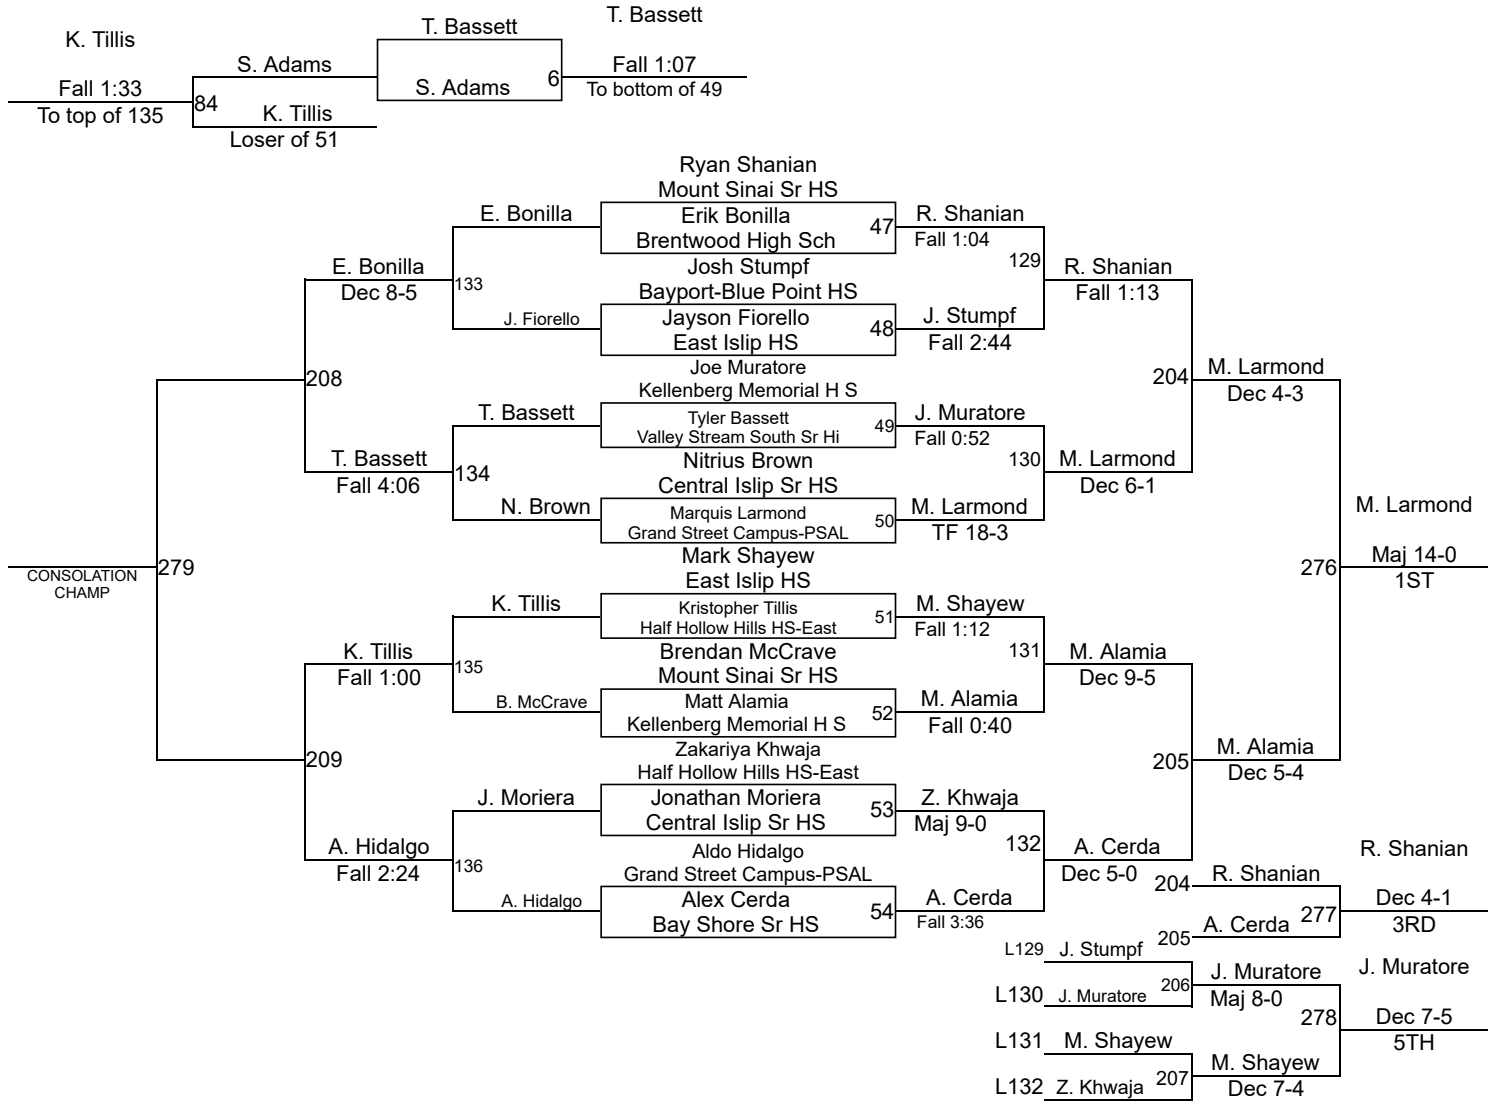 K. Tillis
Fall 1:33
To top of 135
84
S. Adams
K. Tillis
Loser of 51
T. Bassett
S. Adams
6
T. Bassett
Fall 1:07
To bottom of 49
Ryan Shanian
Mount Sinai Sr HS
E. Bonilla
Erik Bonilla
Brentwood High Sch
47
R. Shanian
Fall 1:04
E. Bonilla
Dec 8-5
133
Josh Stumpf
Bayport-Blue Point HS
129
R. Shanian
Fall 1:13
J. Fiorello
Jayson Fiorello
East Islip HS
48
J. Stumpf
Fall 2:44
208
Joe Muratore
Kellenberg Memorial H S
204
M. Larmond
Dec 4-3
T. Bassett
Tyler Bassett
Valley Stream South Sr Hi
49
J. Muratore
Fall 0:52
T. Bassett
Fall 4:06
134
Nitrius Brown
Central Islip Sr HS
130
M. Larmond
Dec 6-1
N. Brown
Marquis Larmond
Grand Street Campus-PSAL
50
M. Larmond
TF 18-3
M. Larmond
Maj 14-0
1ST
276
279
CONSOLATION
CHAMP
Mark Shayew
East Islip HS
K. Tillis
Kristopher Tillis
Half Hollow Hills HS-East
51
M. Shayew
Fall 1:12
K. Tillis
Fall 1:00
135
Brendan McCrave
Mount Sinai Sr HS
131
M. Alamia
Dec 9-5
B. McCrave
Matt Alamia
Kellenberg Memorial H S
52
M. Alamia
Fall 0:40
209
Zakariya Khwaja
Half Hollow Hills HS-East
205
M. Alamia
Dec 5-4
J. Moriera
Jonathan Moriera
Central Islip Sr HS
53
Z. Khwaja
Maj 9-0
A. Hidalgo
Fall 2:24
136
Aldo Hidalgo
Grand Street Campus-PSAL
132
A. Cerda
Dec 5-0
A. Hidalgo
Alex Cerda
Bay Shore Sr HS
54
A. Cerda
Fall 3:36
204
R. Shanian
205
A. Cerda
277
R. Shanian
Dec 4-1
3RD
L129
J. Stumpf
L130
J. Muratore
206
J. Muratore
Maj 8-0
L131
M. Shayew
L132
Z. Khwaja
207
M. Shayew
Dec 7-4
278
J. Muratore
Dec 7-5
5TH